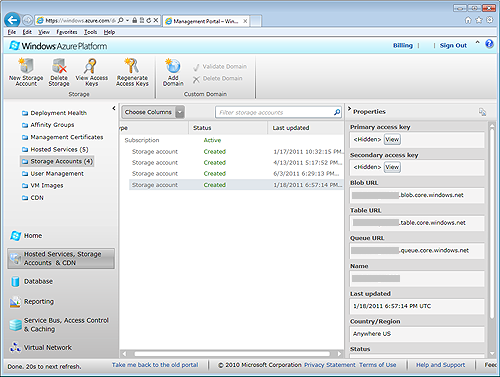 https://windows.azure.com/
Management Portal – Win...
File Edit View Favorites Tools Help
Windows Azure Platform
Billing | Sign Out
New Storage Account
Delete Storage
View Access Keys
Regenerate Access Keys
Add Domain
Validate Domain
Delete Domain
Storage
Custom Domain
Deployment Health
Affinity Groups
Management Certificates
Hosted Services (5)
Storage Accounts (4)
User Management
VM Images
CDN
Home
Hosted Services, Storage Accounts & CDN
Database
Reporting
Service Bus, Access Control & Caching
Virtual Network
Choose Columns
Filter storage accounts
ype Status Last updated
Subscription Active
Storage account Created 1/17/2011 10:32:15 PM...
Storage account Created 4/13/2011 5:17:52 PM...
Storage account Created 6/3/2011 6:29:13 PM...
Storage account Created 1/18/2011 6:57:14 PM...
Properties
Primary access key
<Hidden> View
Secondary access key
<Hidden> View
Blob URL
.blob.core.windows.net
Table URL
.table.core.windows.net
Queue URL
.queue.core.windows.net
Name
Last updated
1/18/2011 6:57:14 PM UTC
Country/Region
Anywhere US
Status
Done. 20s to next refresh.
Take me back to the old portal | © 2010 Microsoft Corporation Privacy Statement Terms of Use | Help and Support | Feed